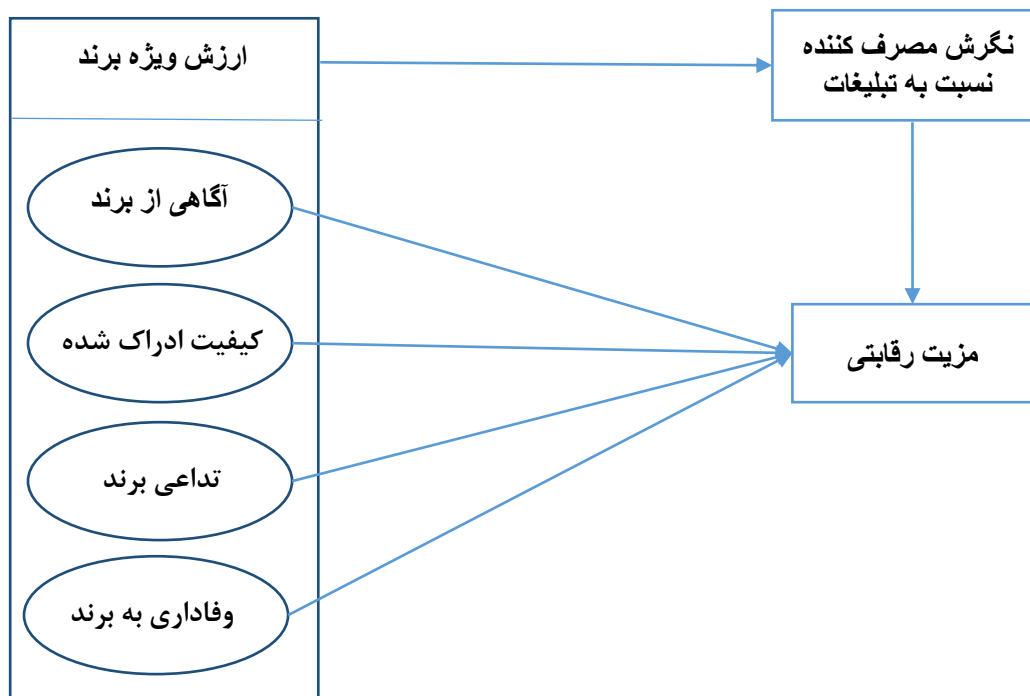 ارزش ویژه برند
نگرش مصرف کننده
نسبت به تبلیغات
آگاهی از برند
کیفیت ادراک شده
مزیت رقابتی
تداعی برند
وفاداری به برند